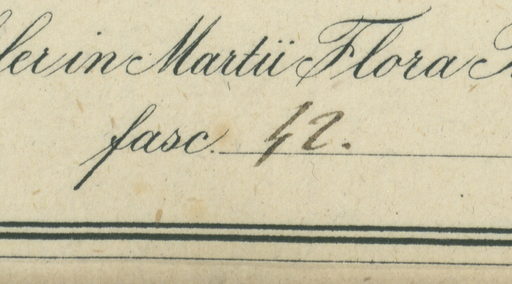 ler in Martii Flora
fasc. 42.